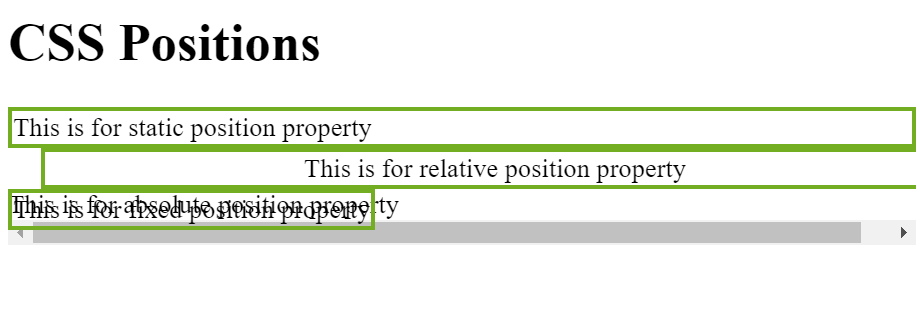 CSS Positions
This is for static position property
This is for relative position property
This is for absolute position property
This is for fixed position property